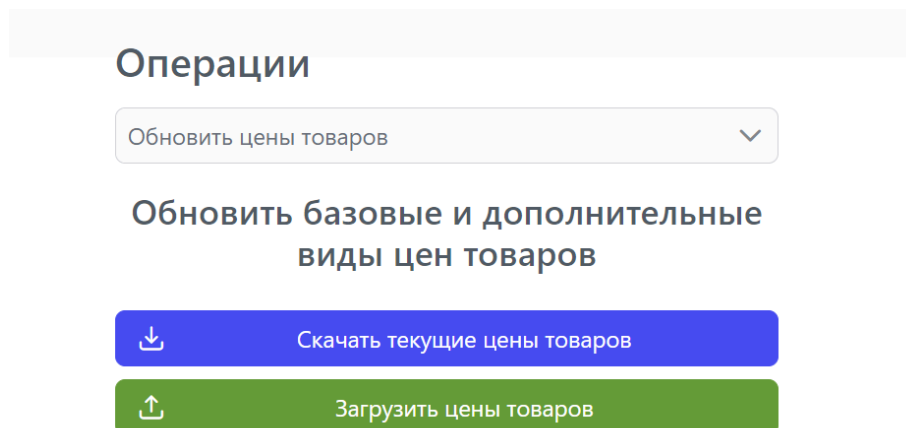 Операции
Обновить цены товаров
Обновить базовые и дополнительные
виды цен товаров
Скачать текущие цены товаров
Загрузить цены товаров